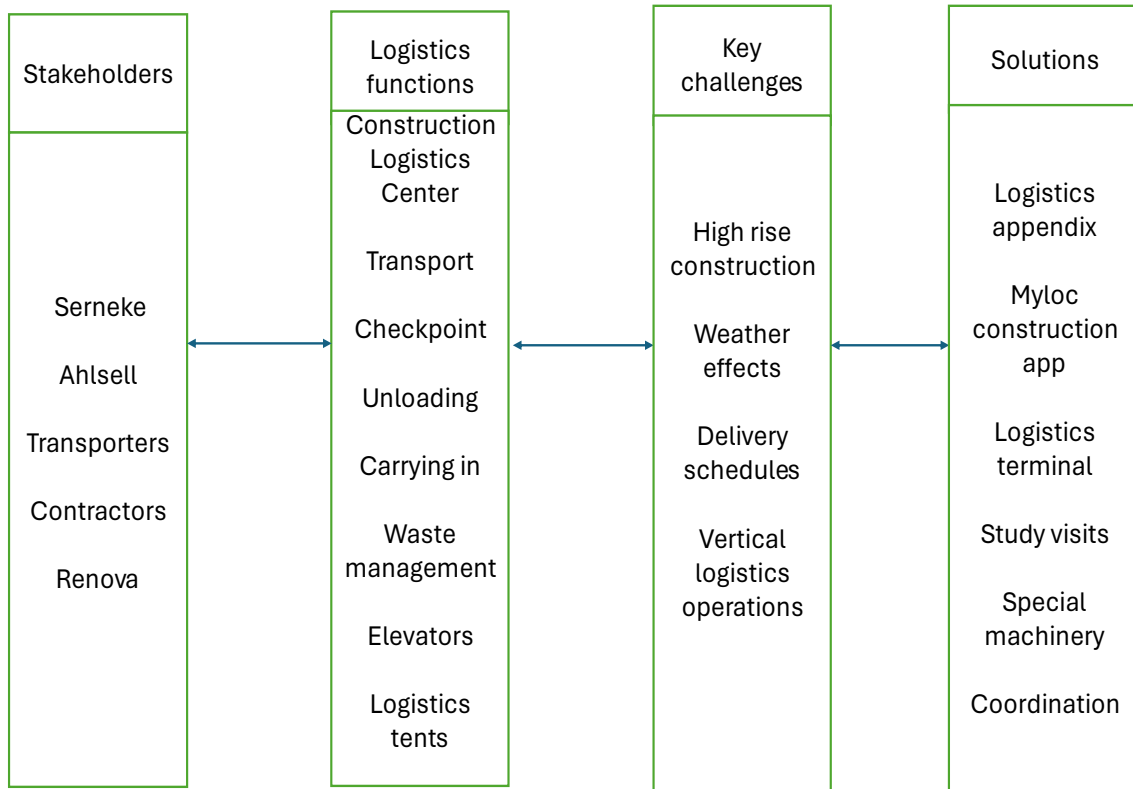 Stakeholders
Serneke
Ahlsell
Transporters
Contractors
Renova
Logistics
functions
Construction
Logistics
Center
Transport
Checkpoint
Unloading
Carrying in
Waste
management
Elevators
Logistics
tents
Key
challenges
High rise
construction
Weather
effects
Delivery
schedules
Vertical
logistics
operations
Solutions
Logistics
appendix
Myloc
construction
app
Logistics
terminal
Study visits
Special
machinery
Coordination